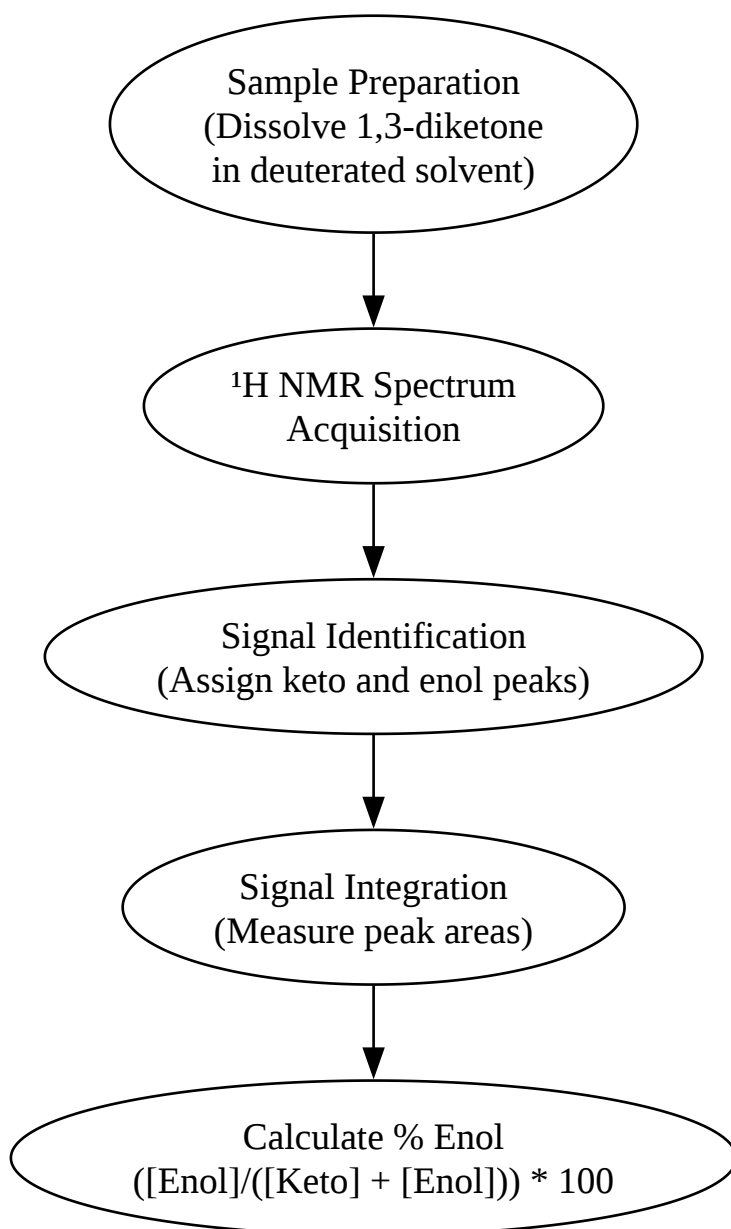 Sample Preparation
(Dissolve 1,3-diketone
in deuterated solvent)
¹H NMR Spectrum
Acquisition
Signal Identification
(Assign keto and enol peaks)
Signal Integration
(Measure peak areas)
Calculate % Enol
([Enol]/([Keto] + [Enol])) * 100